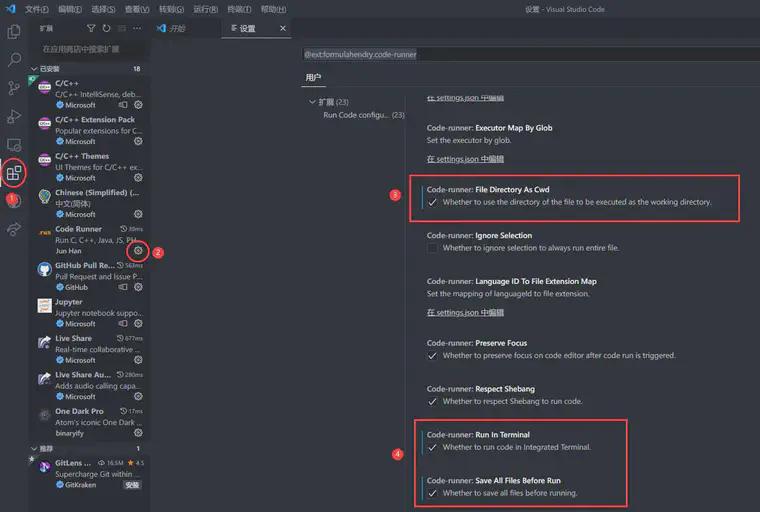 文件(F) 编辑(E) 选择(S) 查看(V) 转到(G) 运行(R) 终端(T) 帮助(H)
设置 - Visual Studio Code
扩展
开始
设置
在应用商店中搜索扩展
@ext:formulahendry.code-runner
已安装 18
C/C++
C/C++ IntelliSense, deb...
Microsoft
C/C++ Extension Pack
Popular extensions for C...
Microsoft
C/C++ Themes
UI Themes for C/C++ ex...
Microsoft
Chinese (Simplified) (...
中文(简体)
Microsoft
Code Runner 39ms
Run C, C++, Java, JS, PH...
Jun Han
GitHub Pull Re... 563ms
Pull Request and Issue P...
GitHub
Jupyter
Jupyter notebook suppo...
Microsoft
Live Share 677ms
Real-time collaborative ...
Microsoft
Live Share Au... 280ms
Adds audio calling capa...
Microsoft
One Dark Pro 17ms
Atom's iconic One Dark ...
binaryify
推荐 1
GitLens ... 16.5M 4.5
Supercharge Git within ...
GitKraken 安装
1
2
用户
扩展 (23)
Run Code configu... (23)
在 settings.json 中编辑
Code-runner: Executor Map By Glob
Set the executor by glob.
在 settings.json 中编辑
3
Code-runner: File Directory As Cwd
Whether to use the directory of the file to be executed as the working directory.
Code-runner: Ignore Selection
Whether to ignore selection to always run entire file.
Code-runner: Language ID To File Extension Map
Set the mapping of languageId to file extension.
在 settings.json 中编辑
Code-runner: Preserve Focus
Whether to preserve focus on code editor after code run is triggered.
Code-runner: Respect Shebang
Whether to respect Shebang to run code.
4
Code-runner: Run In Terminal
Whether to run code in Integrated Terminal.
Code-runner: Save All Files Before Run
Whether to save all files before running.